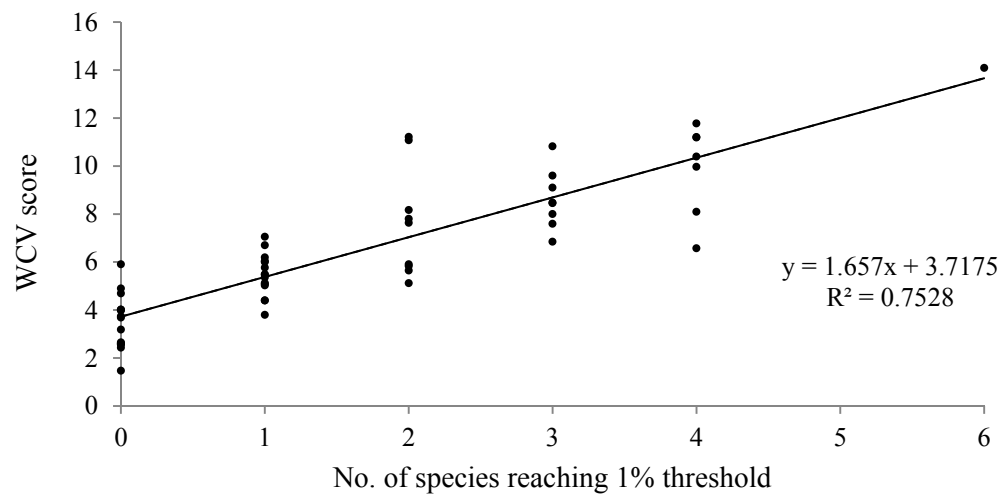 16
14
12
10
8
6
4
2
0
WCV score
y = 1.657x + 3.7175
R² = 0.7528
0 1 2 3 4 5 6
No. of species reaching 1% threshold